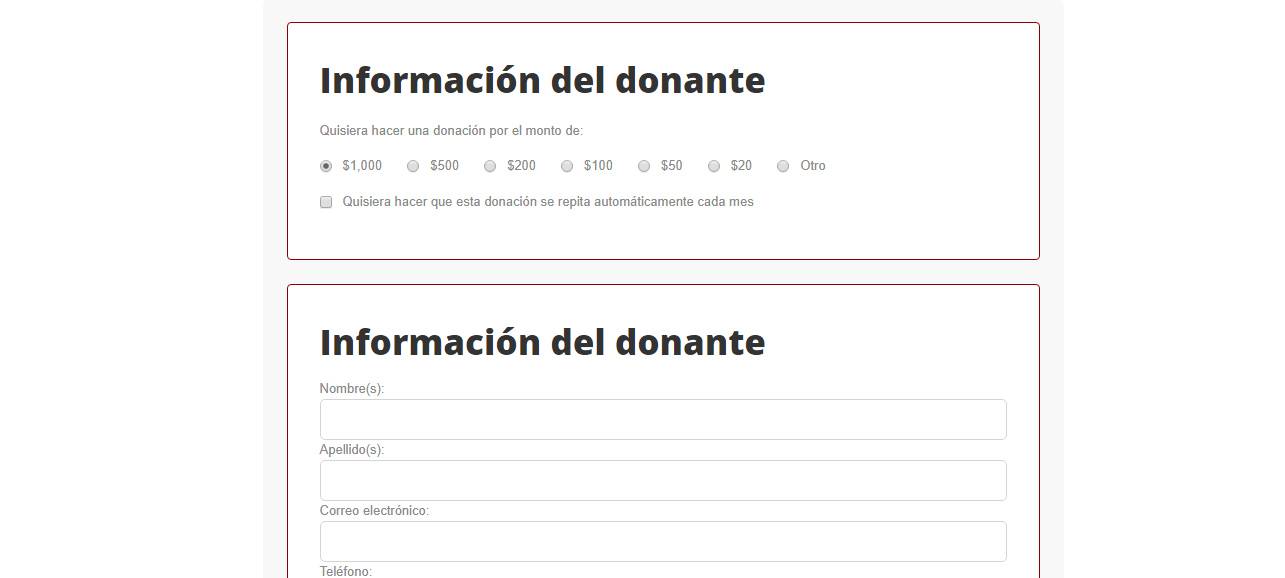 Información del donante
Quisiera hacer una donación por el monto de:
$1,000 $500 $200 $100 $50 $20 Otro
Quisiera hacer que esta donación se repita automáticamente cada mes
Información del donante
Nombre(s):
Apellido(s):
Correo electrónico:
Teléfono: